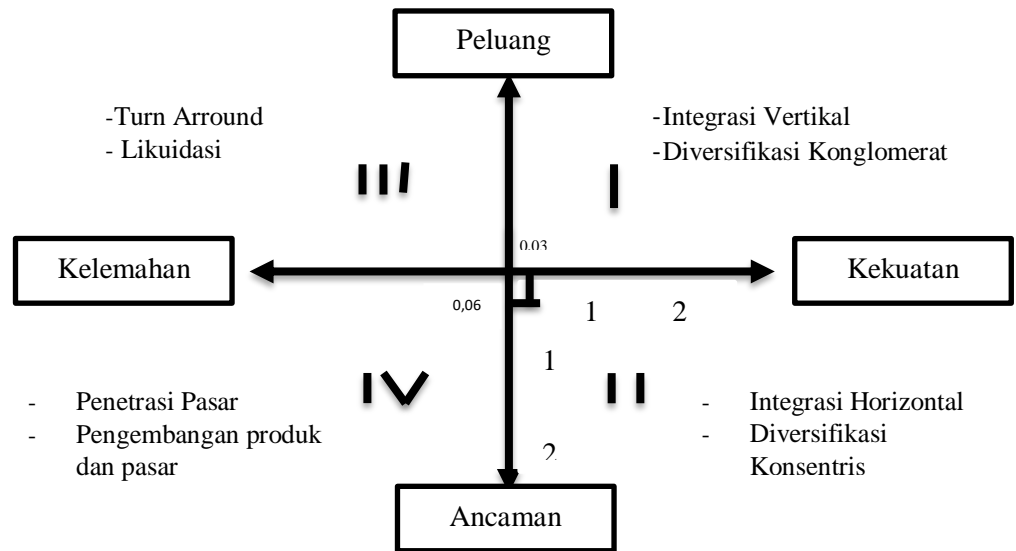 Peluang
-Turn Arround
- Likuidasi
-Integrasi Vertikal
-Diversifikasi Konglomerat
III
I
Kelemahan
0.03
Kekuatan
0,06
1 2
1
IV
II
- Penetrasi Pasar
- Pengembangan produk
dan pasar
- Integrasi Horizontal
- Diversifikasi
Konsentris
2
Ancaman